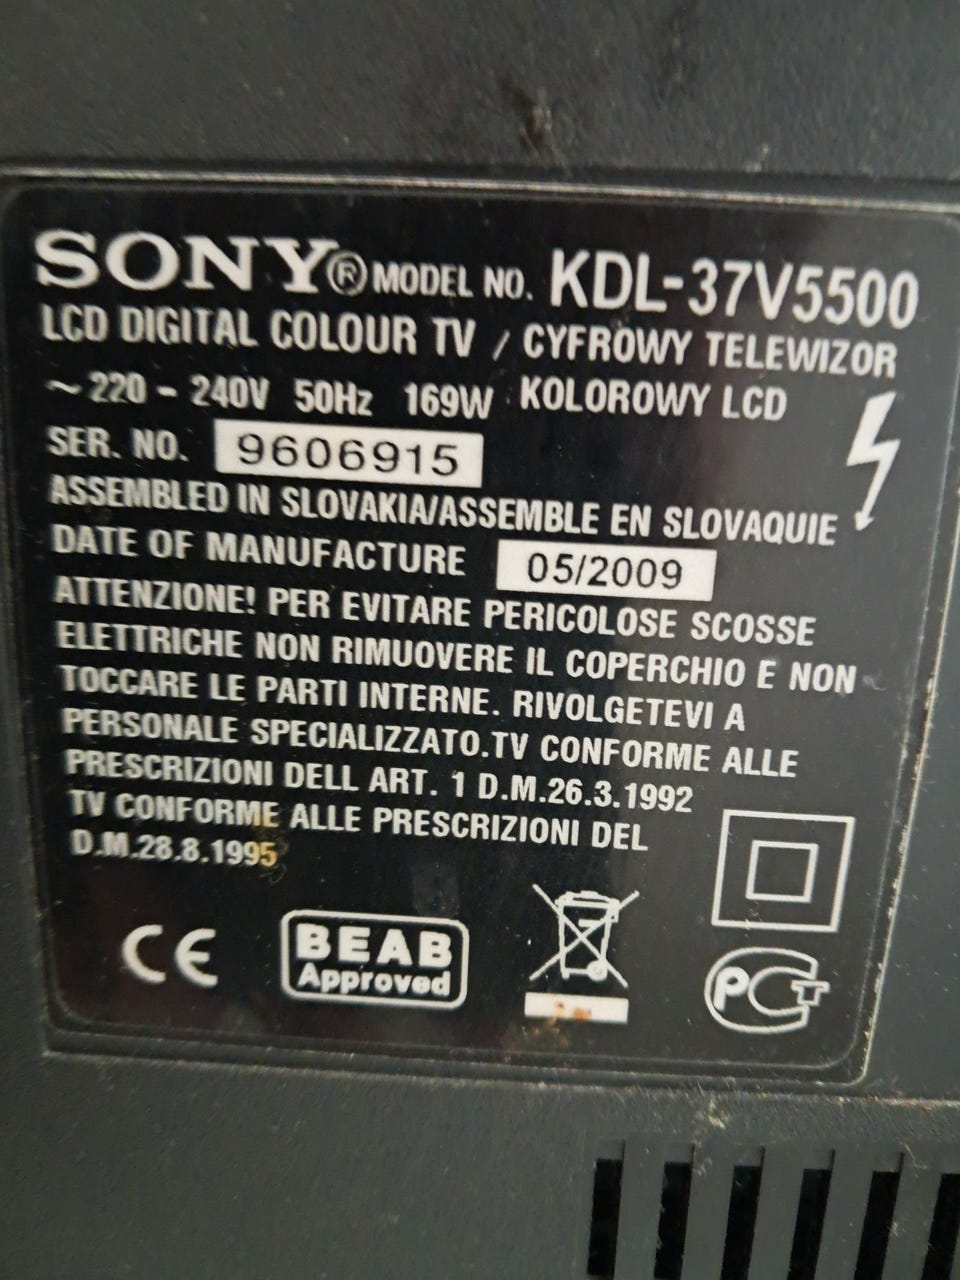 SONY® MODEL NO. KDL-37V5500
LCD DIGITAL COLOUR TV / CYFROWY TELEWIZOR
~ 220 - 240V 50Hz 169W KOLOROWY LCD
SER. NO. 9606915
ASSEMBLED IN SLOVAKIA/ASSEMBLE EN SLOVAQUIE
DATE OF MANUFACTURE 05/2009
ATTENZIONE! PER EVITARE PERICOLOSE SCOSSE
ELETTRICHE NON RIMUOVERE IL COPERCHIO E NON
TOCCARE LE PARTI INTERNE. RIVOLGETEVI A
PERSONALE SPECIALIZZATO.TV CONFORME ALLE
PRESCRIZIONI DELL ART. 1 D.M.26.3.1992
TV CONFORME ALLE PRESCRIZIONI DEL
D.M.28.8.1995
CE
BEAB
Approved
РСТ